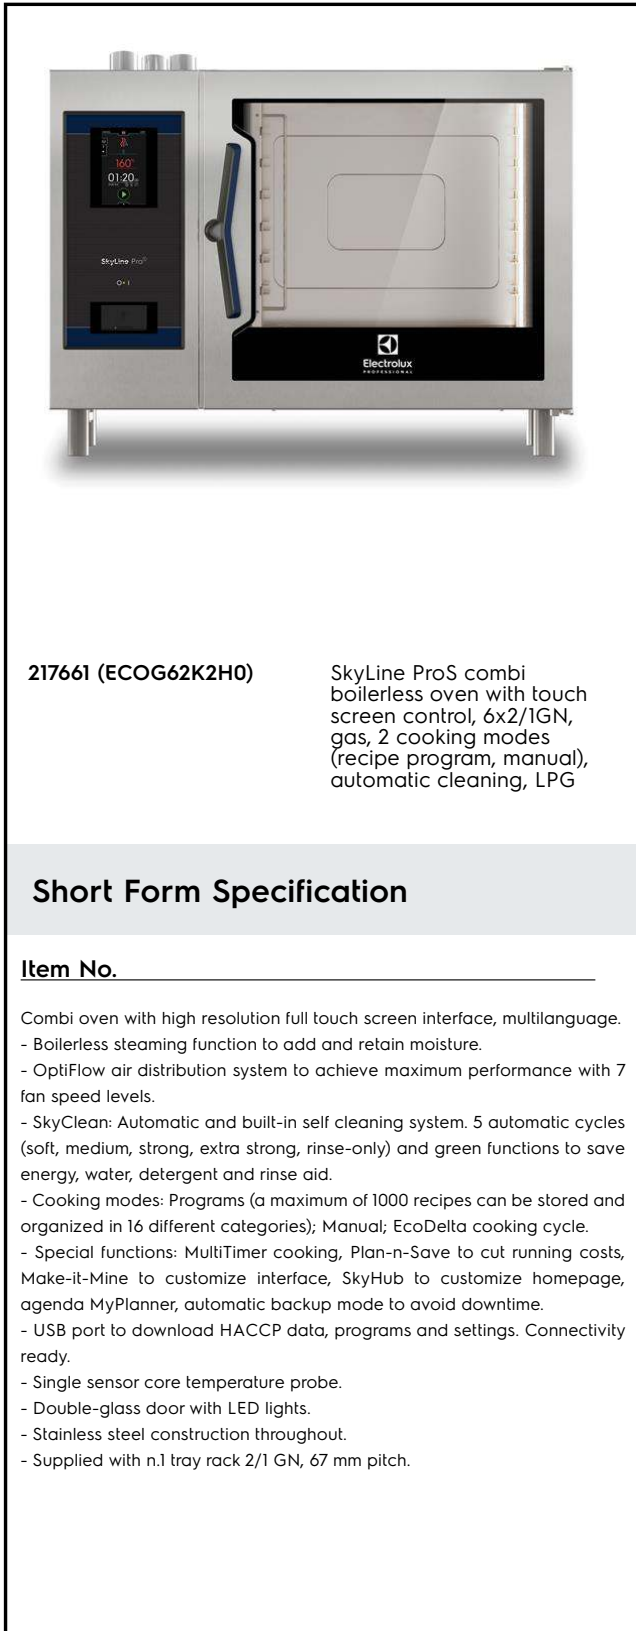 160°
01:20
SkyLine ProS
Electrolux
PROFESSIONAL
217661 (ECOG62K2H0)
SkyLine ProS combi
boilerless oven with touch
screen control, 6x2/1GN,
gas, 2 cooking modes
(recipe program, manual),
automatic cleaning, LPG
Short Form Specification
Item No.
Combi oven with high resolution full touch screen interface, multilanguage.
- Boilerless steaming function to add and retain moisture.
- OptiFlow air distribution system to achieve maximum performance with 7
fan speed levels.
- SkyClean: Automatic and built-in self cleaning system. 5 automatic cycles
(soft, medium, strong, extra strong, rinse-only) and green functions to save
energy, water, detergent and rinse aid.
- Cooking modes: Programs (a maximum of 1000 recipes can be stored and
organized in 16 different categories); Manual; EcoDelta cooking cycle.
- Special functions: MultiTimer cooking, Plan-n-Save to cut running costs,
Make-it-Mine to customize interface, SkyHub to customize homepage,
agenda MyPlanner, automatic backup mode to avoid downtime.
- USB port to download HACCP data, programs and settings. Connectivity
ready.
- Single sensor core temperature probe.
- Double-glass door with LED lights.
- Stainless steel construction throughout.
- Supplied with n.1 tray rack 2/1 GN, 67 mm pitch.